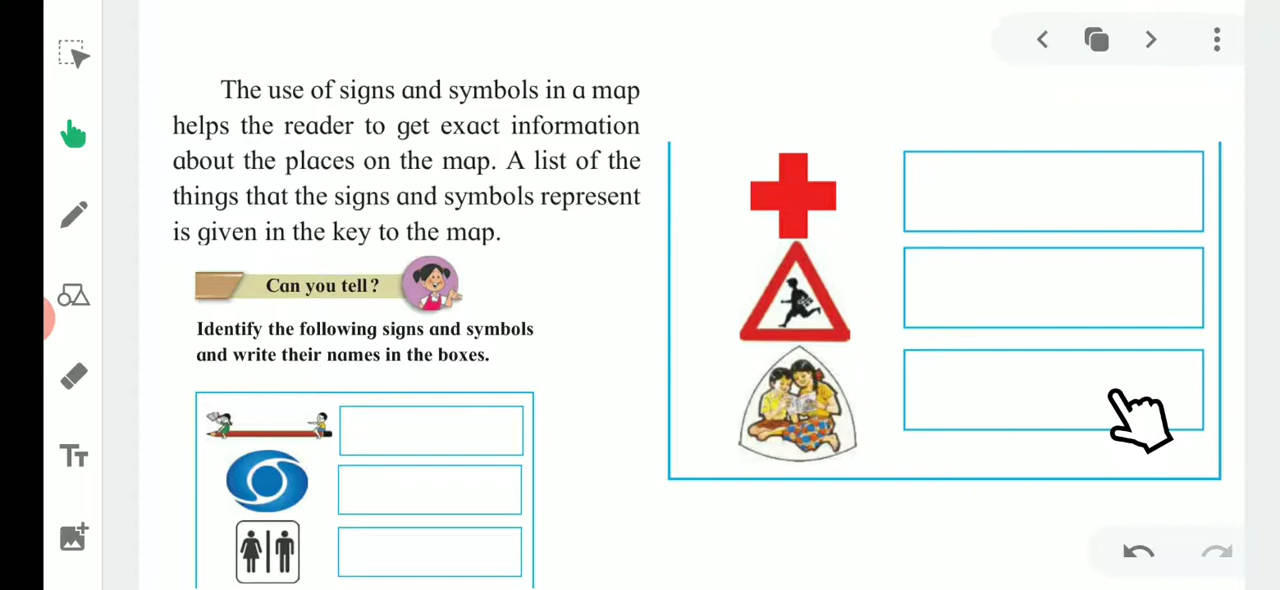 The use of signs and symbols in a map
helps the reader to get exact information
about the places on the map. A list of the
things that the signs and symbols represent
is given in the key to the map.
Can you tell?
Identify the following signs and symbols
and write their names in the boxes.
TT